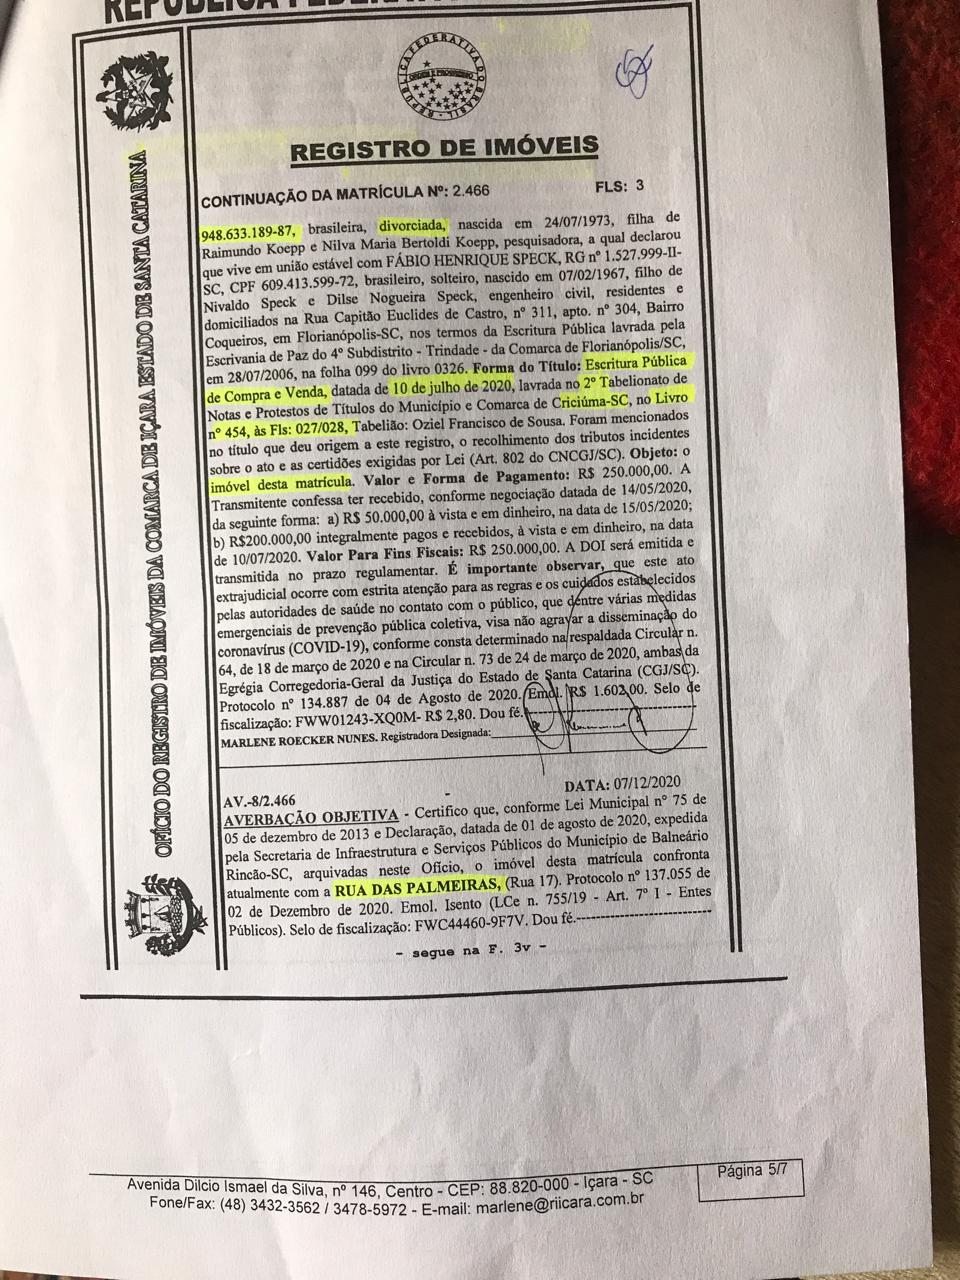 REPÚBLICA FEDERATIVA
REPUBLICA FEDERATIVA DO BRASIL
ORDEM E PROGRESSO
OFÍCIO DO REGISTRO DE IMÓVEIS DA COMARCA DE IÇARA ESTADO DE SANTA CATARINA
REGISTRO DE IMÓVEIS
CONTINUAÇÃO DA MATRÍCULA Nº: 2.466 FLS: 3
948.633.189-87, brasileira, divorciada, nascida em 24/07/1973, filha de
Raimundo Koepp e Nilva Maria Bertoldi Koepp, pesquisadora, a qual declarou
que vive em união estável com FÁBIO HENRIQUE SPECK, RG nº 1.527.999-II-
SC, CPF 609.413.599-72, brasileiro, solteiro, nascido em 07/02/1967, filho de
Nivaldo Speck e Dilse Nogueira Speck, engenheiro civil, residentes e
domiciliados na Rua Capitão Euclides de Castro, nº 311, apto. nº 304, Bairro
Coqueiros, em Florianópolis-SC, nos termos da Escritura Pública lavrada pela
Escrivania de Paz do 4º Subdistrito - Trindade - da Comarca de Florianópolis/SC,
em 28/07/2006, na folha 099 do livro 0326. Forma do Título: Escritura Pública
de Compra e Venda, datada de 10 de julho de 2020, lavrada no 2º Tabelionato de
Notas e Protestos de Títulos do Município e Comarca de Criciúma-SC, no Livro
nº 454, às Fls: 027/028, Tabelião: Oziel Francisco de Sousa. Foram mencionados
no título que deu origem a este registro, o recolhimento dos tributos incidentes
sobre o ato e as certidões exigidas por Lei (Art. 802 do CNCGJ/SC). Objeto: o
imóvel desta matrícula. Valor e Forma de Pagamento: R$ 250.000,00. A
Transmitente confessa ter recebido, conforme negociação datada de 14/05/2020,
da seguinte forma: a) R$ 50.000,00 à vista e em dinheiro, na data de 15/05/2020;
b) R$200.000,00 integralmente pagos e recebidos, à vista e em dinheiro, na data
de 10/07/2020. Valor Para Fins Fiscais: R$ 250.000,00. A DOI será emitida e
transmitida no prazo regulamentar. É importante observar, que este ato
extrajudicial ocorre com estrita atenção para as regras e os cuidados estabelecidos
pelas autoridades de saúde no contato com o público, que dentre várias medidas
emergenciais de prevenção pública coletiva, visa não agravar a disseminação do
coronavírus (COVID-19), conforme consta determinado na respaldada Circular n.
64, de 18 de março de 2020 e na Circular n. 73 de 24 de março de 2020, ambas da
Egrégia Corregedoria-Geral da Justiça do Estado de Santa Catarina (CGJ/SC).
Protocolo nº 134.887 de 04 de Agosto de 2020. Emol. R$ 1.602,00. Selo de
fiscalização: FWW01243-XQ0M- R$ 2,80. Dou fé.
MARLENE ROECKER NUNES. Registradora Designada:
AV.-8/2.466 DATA: 07/12/2020
AVERBAÇÃO OBJETIVA - Certifico que, conforme Lei Municipal nº 75 de
05 de dezembro de 2013 e Declaração, datada de 01 de agosto de 2020, expedida
pela Secretaria de Infraestrutura e Serviços Públicos do Município de Balneário
Rincão-SC, arquivadas neste Ofício, o imóvel desta matrícula confronta
atualmente com a RUA DAS PALMEIRAS, (Rua 17). Protocolo nº 137.055 de
02 de Dezembro de 2020. Emol. Isento (LCe n. 755/19 - Art. 7º I - Entes
Públicos). Selo de fiscalização: FWC44460-9F7V. Dou fé.
- segue na F. 3v -
Avenida Dilcio Ismael da Silva, nº 146, Centro - CEP: 88.820-000 - Içara - SC
Fone/Fax: (48) 3432-3562 / 3478-5972 - E-mail: marlene@riicara.com.br
Página 5/7